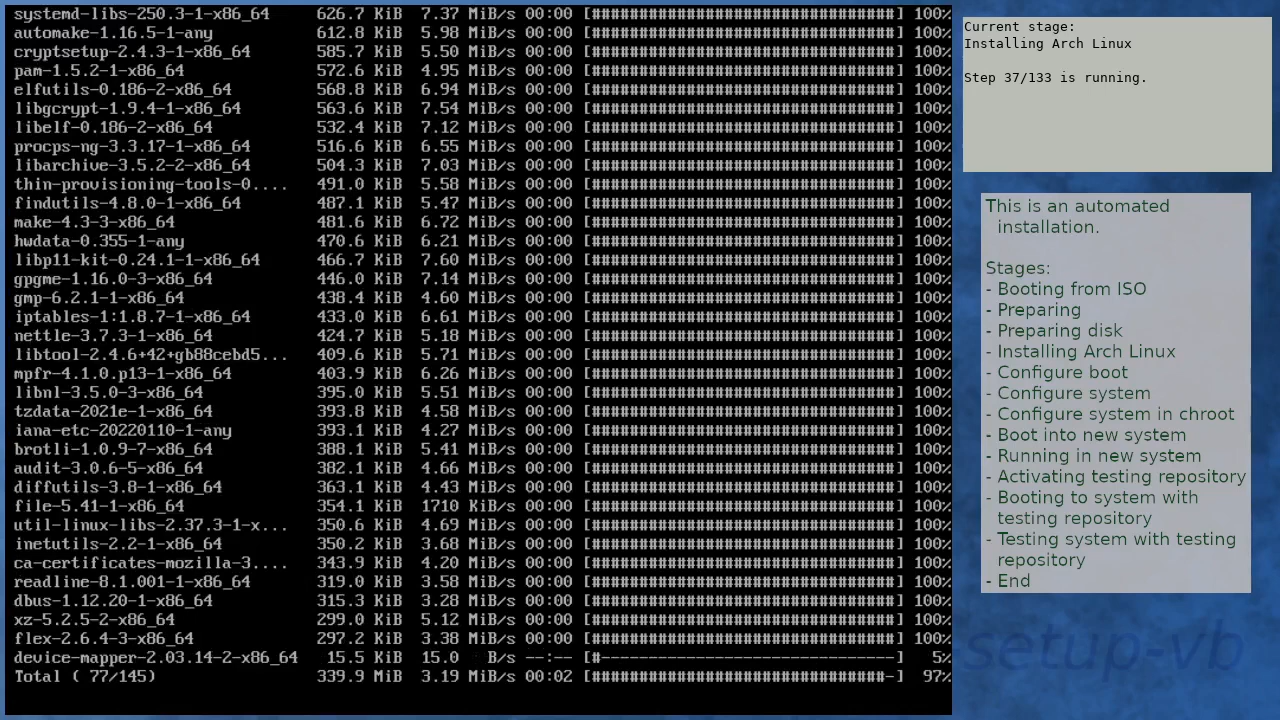 systemd-libs-250.3-1-x86_64 626.7 KiB 7.37 MiB/s 00:00 [################################] 100%
automake-1.16.5-1-any 612.8 KiB 5.98 MiB/s 00:00 [################################] 100%
cryptsetup-2.4.3-1-x86_64 585.7 KiB 5.50 MiB/s 00:00 [################################] 100%
pam-1.5.2-1-x86_64 572.6 KiB 4.95 MiB/s 00:00 [################################] 100%
elfutils-0.186-2-x86_64 568.8 KiB 6.94 MiB/s 00:00 [################################] 100%
libgcrypt-1.9.4-1-x86_64 563.6 KiB 7.54 MiB/s 00:00 [################################] 100%
libelf-0.186-2-x86_64 532.4 KiB 7.12 MiB/s 00:00 [################################] 100%
procps-ng-3.3.17-1-x86_64 516.6 KiB 6.55 MiB/s 00:00 [################################] 100%
libarchive-3.5.2-2-x86_64 504.3 KiB 7.03 MiB/s 00:00 [################################] 100%
thin-provisioning-tools-0.... 491.0 KiB 5.58 MiB/s 00:00 [################################] 100%
findutils-4.8.0-1-x86_64 487.1 KiB 5.47 MiB/s 00:00 [################################] 100%
make-4.3-3-x86_64 481.6 KiB 6.72 MiB/s 00:00 [################################] 100%
hwdata-0.355-1-any 470.6 KiB 6.21 MiB/s 00:00 [################################] 100%
libp11-kit-0.24.1-1-x86_64 466.7 KiB 7.60 MiB/s 00:00 [################################] 100%
gpgme-1.16.0-3-x86_64 446.0 KiB 7.14 MiB/s 00:00 [################################] 100%
gmp-6.2.1-1-x86_64 438.4 KiB 4.60 MiB/s 00:00 [################################] 100%
iptables-1:1.8.7-1-x86_64 433.0 KiB 6.61 MiB/s 00:00 [################################] 100%
nettle-3.7.3-1-x86_64 424.7 KiB 5.18 MiB/s 00:00 [################################] 100%
libtool-2.4.6+42+gb88cebd5... 409.6 KiB 5.71 MiB/s 00:00 [################################] 100%
mpfr-4.1.0.p13-1-x86_64 403.9 KiB 6.26 MiB/s 00:00 [################################] 100%
libnl-3.5.0-3-x86_64 395.0 KiB 5.51 MiB/s 00:00 [################################] 100%
tzdata-2021e-1-x86_64 393.8 KiB 4.58 MiB/s 00:00 [################################] 100%
iana-etc-20220110-1-any 393.1 KiB 4.27 MiB/s 00:00 [################################] 100%
brotli-1.0.9-7-x86_64 388.1 KiB 5.41 MiB/s 00:00 [################################] 100%
audit-3.0.6-5-x86_64 382.1 KiB 4.66 MiB/s 00:00 [################################] 100%
diffutils-3.8-1-x86_64 363.1 KiB 4.43 MiB/s 00:00 [################################] 100%
file-5.41-1-x86_64 354.1 KiB 1710 KiB/s 00:00 [################################] 100%
util-linux-libs-2.37.3-1-x... 350.6 KiB 4.69 MiB/s 00:00 [################################] 100%
inetutils-2.2-1-x86_64 350.2 KiB 3.68 MiB/s 00:00 [################################] 100%
ca-certificates-mozilla-3.... 343.9 KiB 4.20 MiB/s 00:00 [################################] 100%
readline-8.1.001-1-x86_64 319.0 KiB 3.58 MiB/s 00:00 [################################] 100%
dbus-1.12.20-1-x86_64 315.3 KiB 3.28 MiB/s 00:00 [################################] 100%
xz-5.2.5-2-x86_64 299.0 KiB 5.12 MiB/s 00:00 [################################] 100%
flex-2.6.4-3-x86_64 297.2 KiB 3.38 MiB/s 00:00 [################################] 100%
device-mapper-2.03.14-2-x86_64 15.5 KiB 15.0 B/s --:-- [#-------------------------------] 5%
Total ( 77/145) 339.9 MiB 3.19 MiB/s 00:02 [###############################-] 97%
Current stage:
Installing Arch Linux
Step 37/133 is running.
This is an automated
installation.
Stages:
- Booting from ISO
- Preparing
- Preparing disk
- Installing Arch Linux
- Configure boot
- Configure system
- Configure system in chroot
- Boot into new system
- Running in new system
- Activating testing repository
- Booting to system with
testing repository
- Testing system with testing
repository
- End
setup-vb